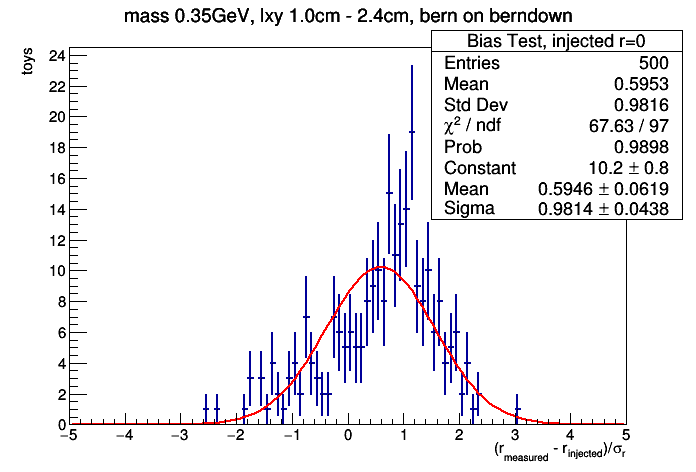 mass 0.35GeV, lxy 1.0cm - 2.4cm, bern on berndown
Bias Test, injected r=0
Entries 500
Mean 0.5953
Std Dev 0.9816
χ² / ndf 67.63 / 97
Prob 0.9898
Constant 10.2 ± 0.8
Mean 0.5946 ± 0.0619
Sigma 0.9814 ± 0.0438
toys
24
22
20
18
16
14
12
10
8
6
4
2
0
−5 −4 −3 −2 −1 0 1 2 3 4 5
(r_measured - r_injected)/σ_r